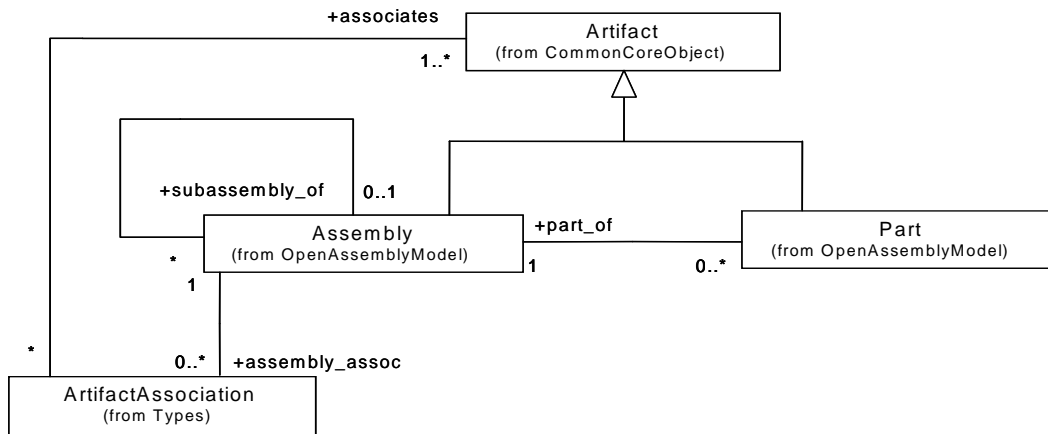 +associates
Artifact
(from CommonCoreObject)
1..*
+subassembly_of
0..1
Assembly
(from OpenAssemblyModel)
+part_of
Part
(from OpenAssemblyModel)
*
1
1
0..*
*
0..*
+assembly_assoc
ArtifactAssociation
(from Types)